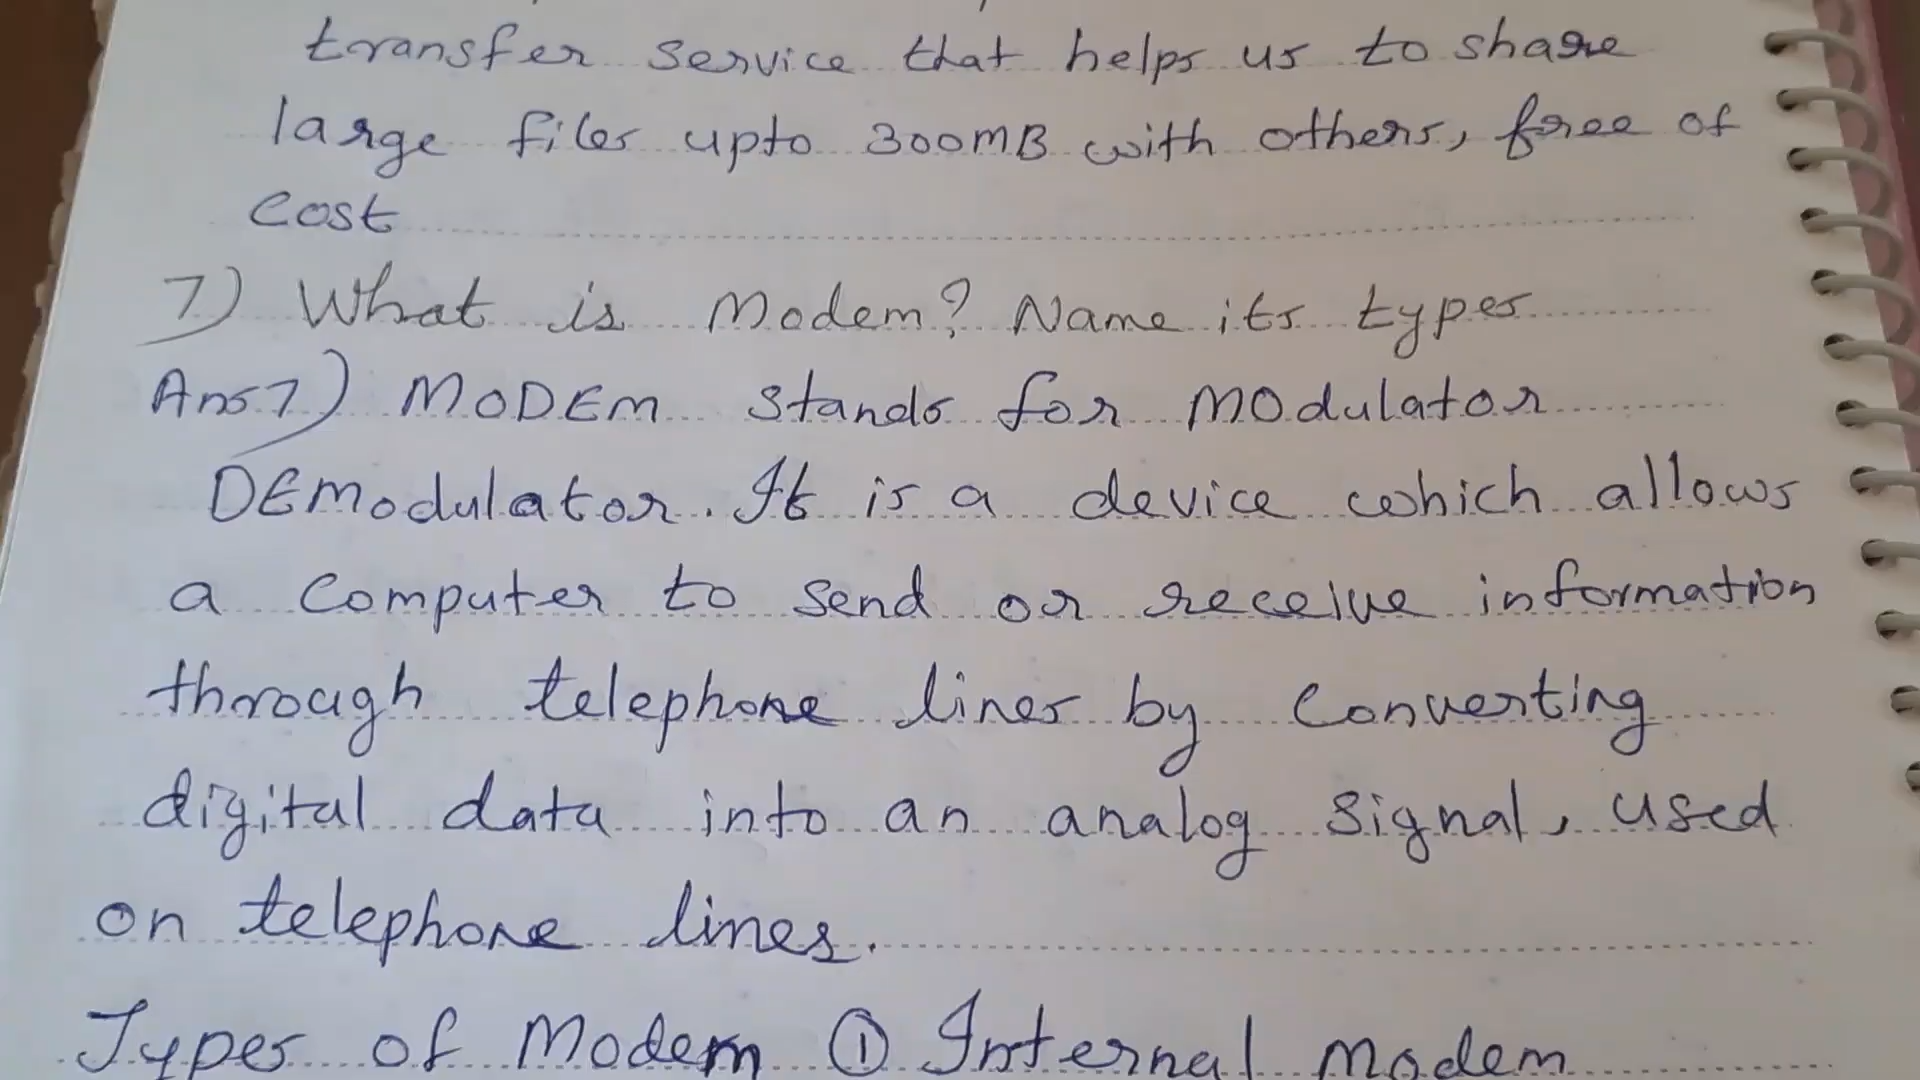 transfer service that helps us to share
large files upto 300MB with others, free of
cost
7) What is Modem? Name its types
Ans7) MODEM stands for MOdulator
DEModulator. It is a device which allows
a computer to send or receive information
through telephone lines by converting
digital data into an analog signal, used
on telephone lines.
Types of Modem ① Internal Modem